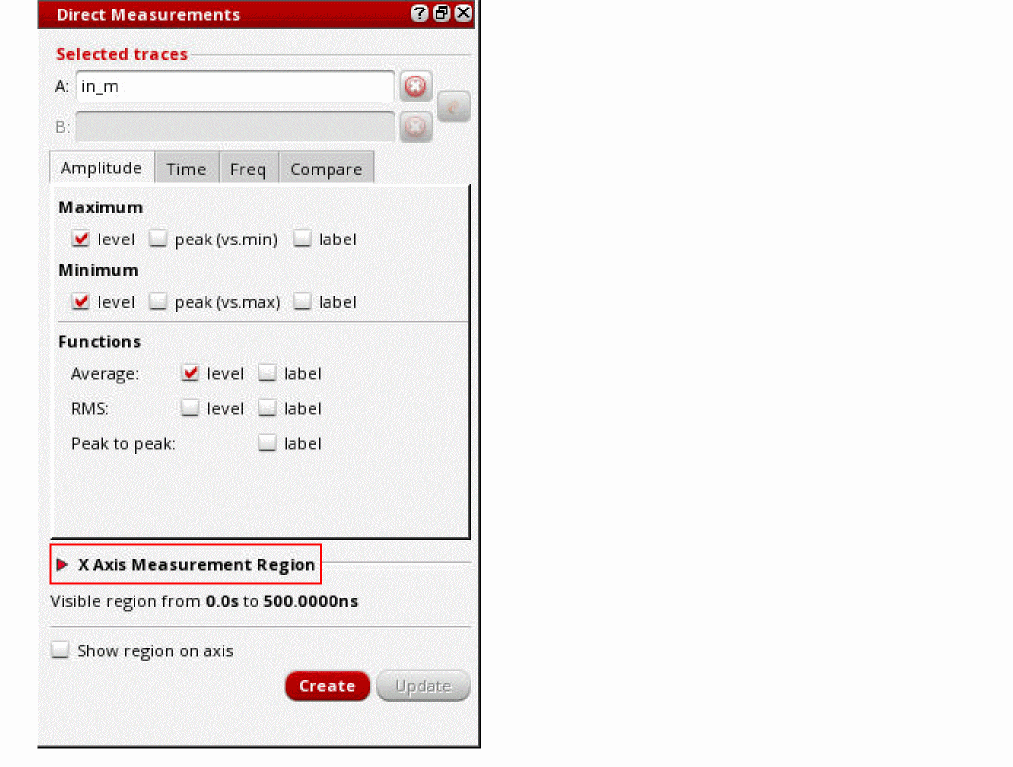 Direct Measurements
Selected traces
A: in_m
B:
Amplitude Time Freq Compare
Maximum
level peak (vs.min) label
Minimum
level peak (vs.max) label
Functions
Average: level label
RMS: level label
Peak to peak: label
X Axis Measurement Region
Visible region from 0.0s to 500.0000ns
Show region on axis
Create Update